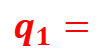 q₁ =